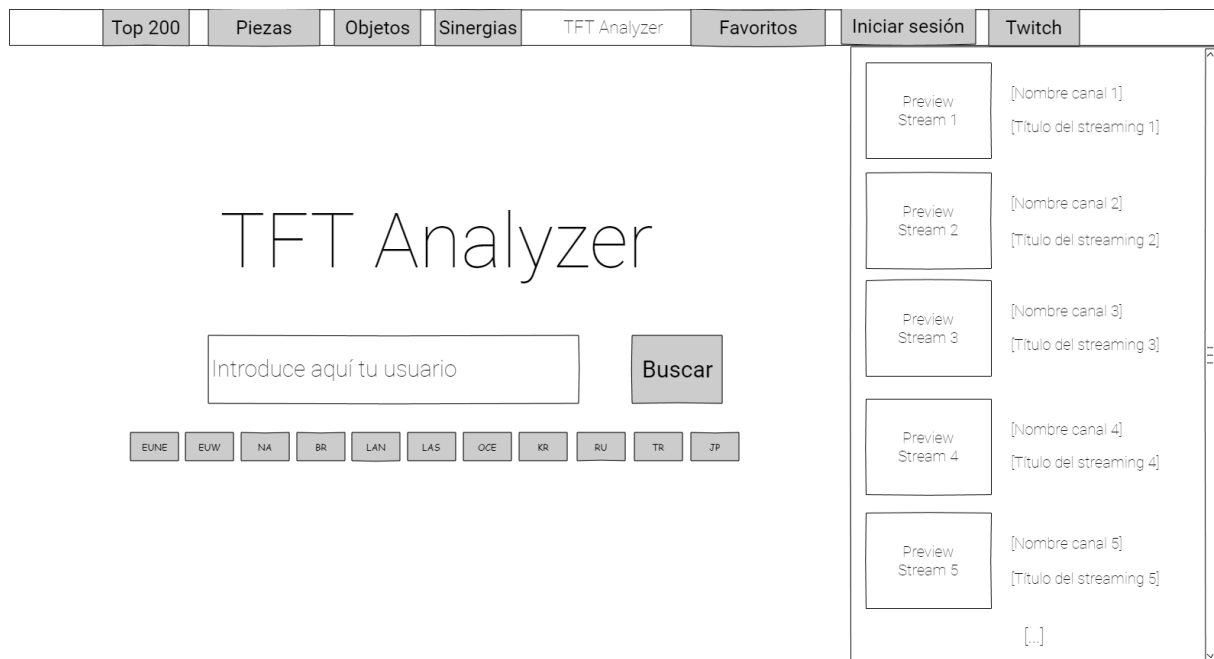 Top 200
Piezas
Objetos
Sinergias
TFT Analyzer
Favoritos
Iniciar sesión
Twitch
TFT Analyzer
Introduce aquí tu usuario
Buscar
EUNE
EUW
NA
BR
LAN
LAS
OCE
KR
RU
TR
JP
Preview
Stream 1
[Nombre canal 1]
[Título del streaming 1]
Preview
Stream 2
[Nombre canal 2]
[Título del streaming 2]
Preview
Stream 3
[Nombre canal 3]
[Título del streaming 3]
Preview
Stream 4
[Nombre canal 4]
[Título del streaming 4]
Preview
Stream 5
[Nombre canal 5]
[Título del streaming 5]
[...]